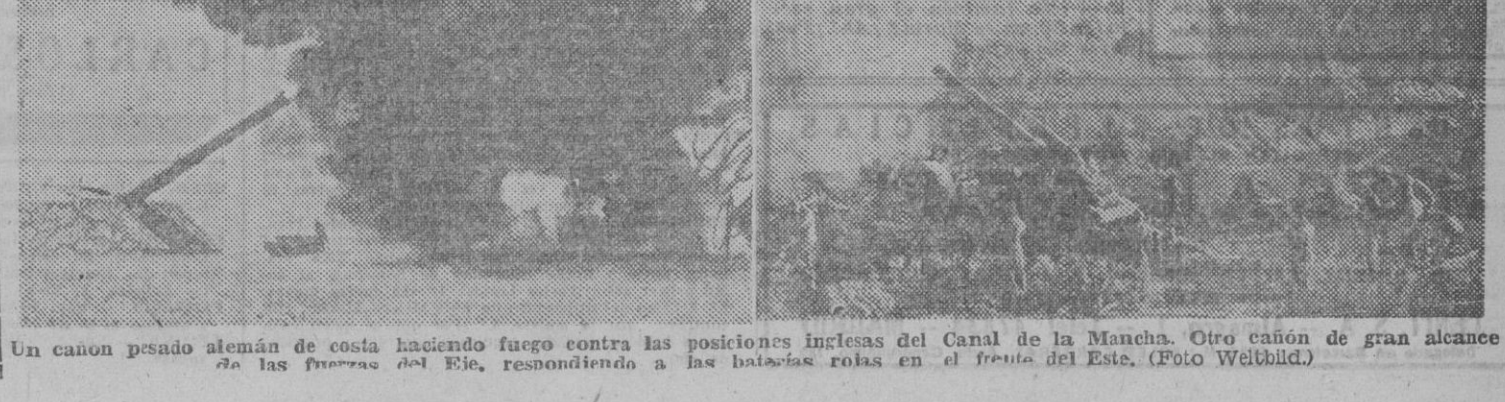 Un cañon pesado alemán de costa haciendo fuego contra las posiciones inglesas del Canal de la Mancha. Otro cañón de gran alcance
de las fuerzas del Eje, respondiendo a las baterías rojas en el frente del Este. (Foto Weltbild.)